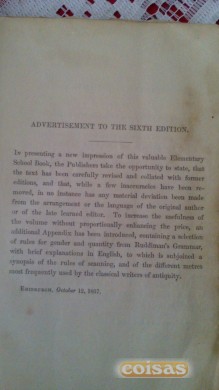 ADVERTISEMENT TO THE SIXTH EDITION.
In presenting a new impression of this valuable Elementary
School Book, the Publishers take the opportunity to state, that
the text has been carefully revised and collated with former
editions, and that, while a few inaccuracies have been re-
moved, in no instance has any material deviation been made
from the arrangement or the language of the original author
or of the late learned editor. To increase the usefulness of
the volume without proportionally enhancing the price, an
additional Appendix has been introduced, containing a selection
of rules for gender and quantity from Ruddiman's Grammar,
with brief explanations in English, to which is subjoined a
synopsis of the rules of scanning, and of the different metres
most frequently used by the classical writers of antiquity.
EDINBURGH, October 12,
coisas